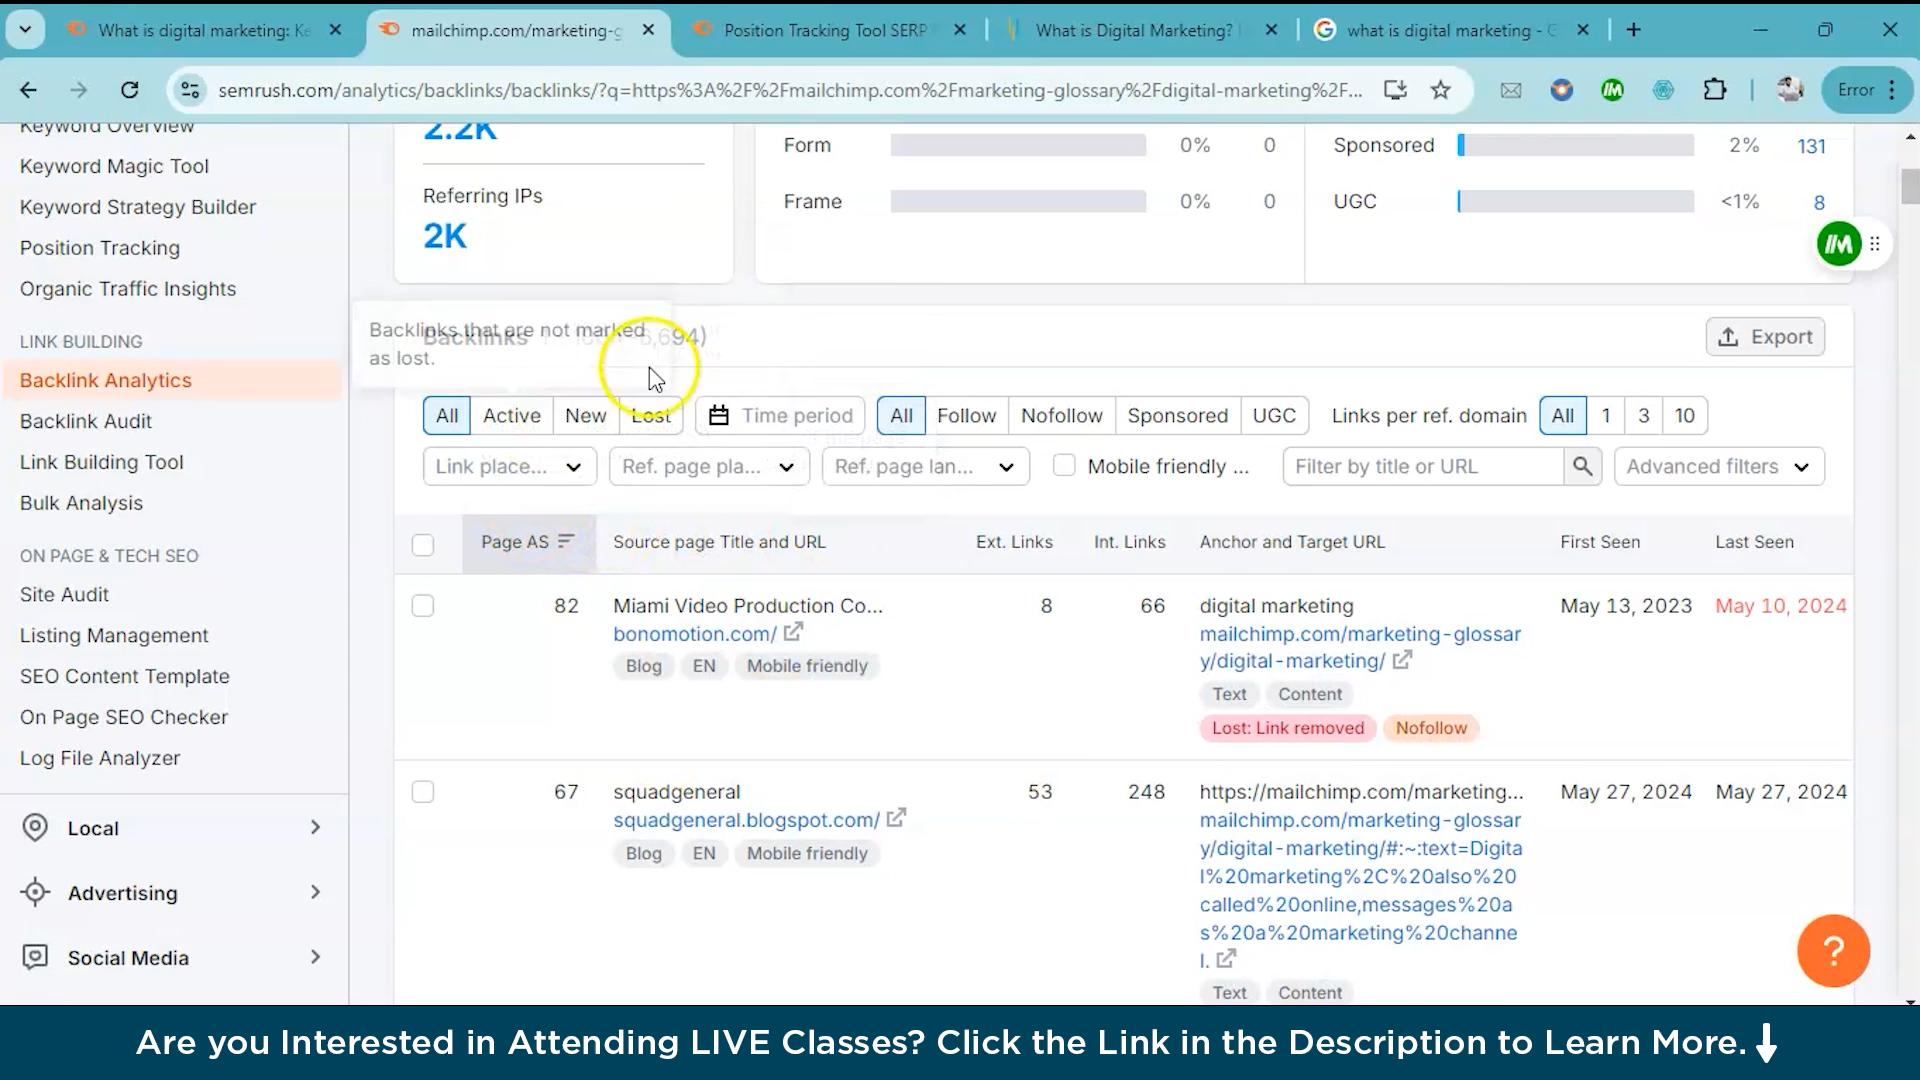 What is digital marketing: Ke
mailchimp.com/marketing-g
Position Tracking Tool SERP
What is Digital Marketing?
what is digital marketing - G
semrush.com/analytics/backlinks/backlinks/?q=https%3A%2F%2Fmailchimp.com%2Fmarketing-glossary%2Fdigital-marketing%2F...
Error
Keyword Overview
Keyword Magic Tool
Keyword Strategy Builder
Position Tracking
Organic Traffic Insights
LINK BUILDING
Backlink Analytics
Backlink Audit
Link Building Tool
Bulk Analysis
ON PAGE & TECH SEO
Site Audit
Listing Management
SEO Content Template
On Page SEO Checker
Log File Analyzer
Local
Advertising
Social Media
2.2K
Referring IPs
2K
Form 0% 0
Frame 0% 0
Sponsored 2% 131
UGC <1% 8
Backlinks that are not marked
as lost.
Backlinks 6,694)
Export
All Active New Lost Time period All Follow Nofollow Sponsored UGC Links per ref. domain All 1 3 10
Link place... Ref. page pla... Ref. page lan... Mobile friendly ... Filter by title or URL Advanced filters
Page AS Source page Title and URL Ext. Links Int. Links Anchor and Target URL First Seen Last Seen
82 Miami Video Production Co... 8 66 digital marketing May 13, 2023 May 10, 2024
bonomotion.com/ mailchimp.com/marketing-glossar
y/digital-marketing/
Blog EN Mobile friendly
Text Content
Lost: Link removed Nofollow
67 squadgeneral 53 248 https://mailchimp.com/marketing... May 27, 2024 May 27, 2024
squadgeneral.blogspot.com/ mailchimp.com/marketing-glossar
Blog EN Mobile friendly y/digital-marketing/#:~:text=Digita
l%20marketing%2C%20also%20
called%20online,messages%20a
s%20a%20marketing%20channe
l.
Text Content
?
Are you Interested in Attending LIVE Classes? Click the Link in the Description to Learn More.